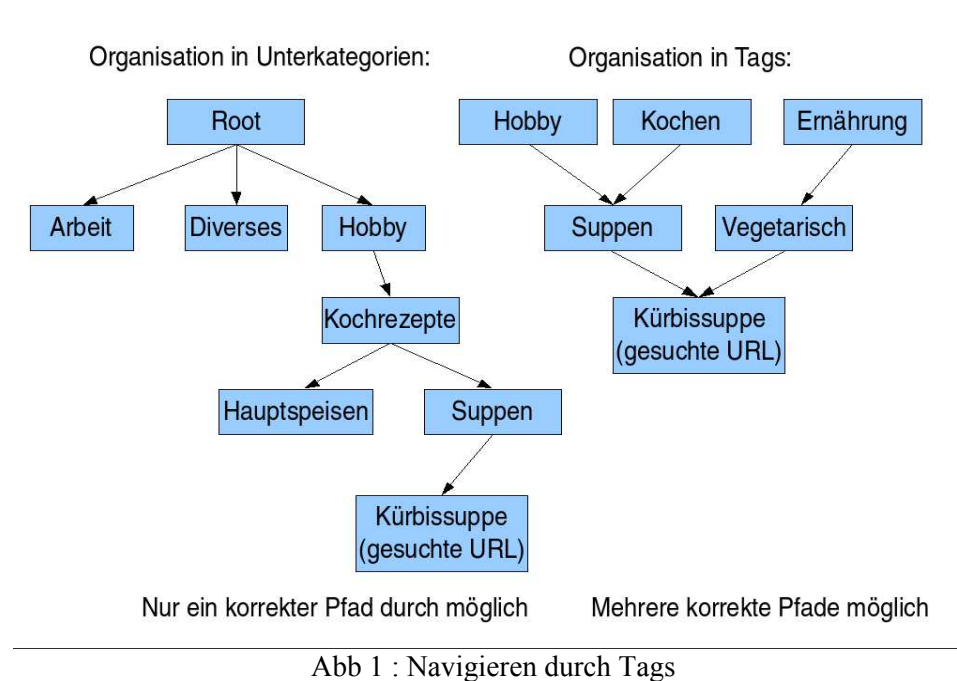 Organisation in Unterkategorien:
Root
Arbeit
Diverses
Hobby
Kochrezepte
Hauptspeisen
Suppen
Kürbissuppe
(gesuchte URL)
Nur ein korrekter Pfad durch möglich
Organisation in Tags:
Hobby
Kochen
Ernährung
Suppen
Vegetarisch
Kürbissuppe
(gesuchte URL)
Mehrere korrekte Pfade möglich
Abb 1 : Navigieren durch Tags